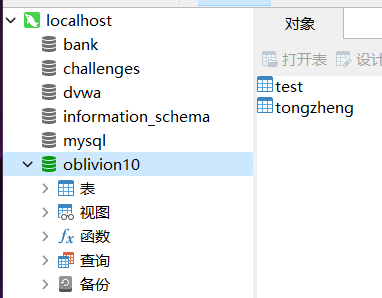 localhost
bank
challenges
dvwa
information_schema
mysql
oblivion10
表
视图
fx 函数
查询
备份
对象
打开表 设计
test
tongzheng